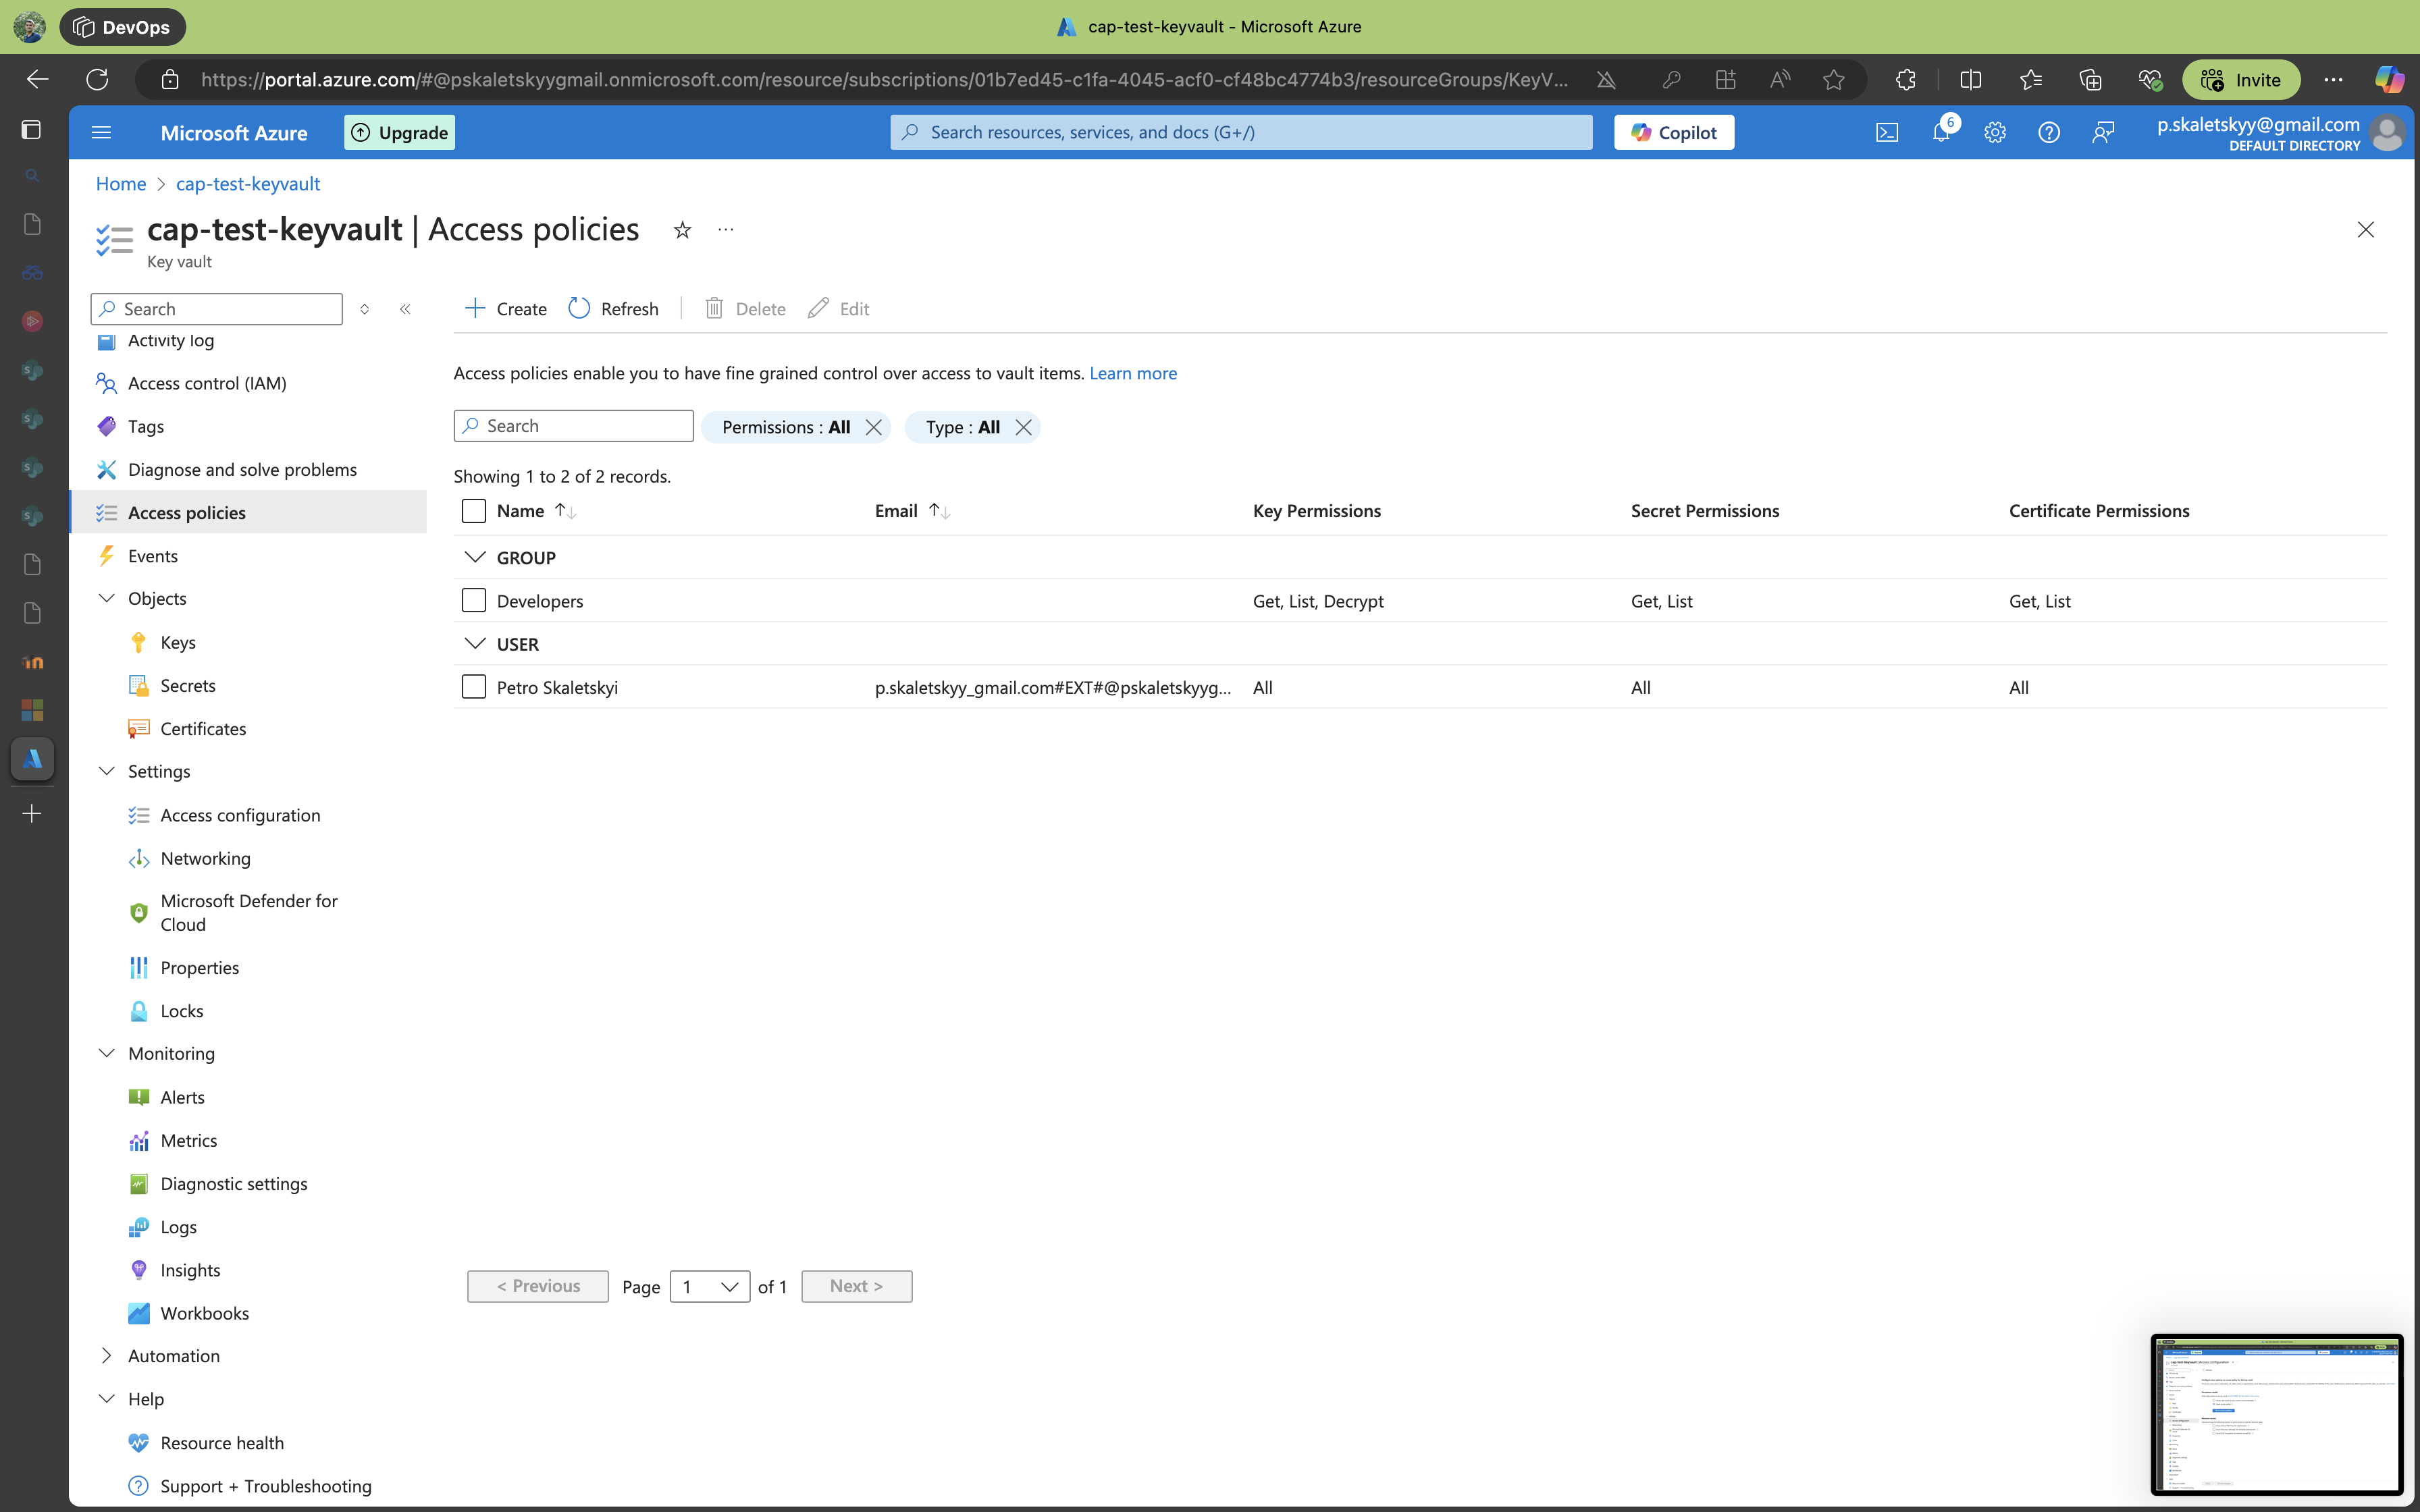 DevOps
cap-test-keyvault - Microsoft Azure
https://portal.azure.com/#@pskaletskyygmail.onmicrosoft.com/resource/subscriptions/01b7ed45-c1fa-4045-acf0-cf48bc4774b3/resourceGroups/KeyV...
Invite
Microsoft Azure
Upgrade
Search resources, services, and docs (G+/)
Copilot
6
p.skaletskyy@gmail.com
DEFAULT DIRECTORY
Home > cap-test-keyvault
cap-test-keyvault | Access policies
Key vault
Search
Activity log
Access control (IAM)
Tags
Diagnose and solve problems
Access policies
Events
Objects
Keys
Secrets
Certificates
Settings
Access configuration
Networking
Microsoft Defender for
Cloud
Properties
Locks
Monitoring
Alerts
Metrics
Diagnostic settings
Logs
Insights
Workbooks
Automation
Help
Resource health
Support + Troubleshooting
Create Refresh Delete Edit
Access policies enable you to have fine grained control over access to vault items. Learn more
Search Permissions : All Type : All
Showing 1 to 2 of 2 records.
Name Email Key Permissions Secret Permissions Certificate Permissions
GROUP
Developers Get, List, Decrypt Get, List Get, List
USER
Petro Skaletskyi p.skaletskyy_gmail.com#EXT#@pskaletskyyg... All All All
< Previous Page 1 of 1 Next >